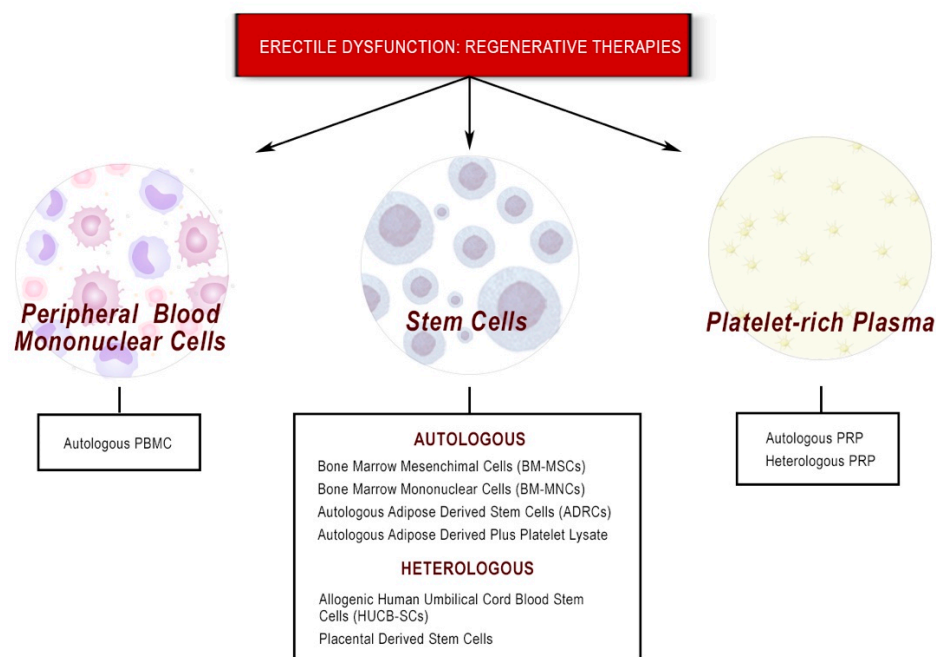 ERECTILE DYSFUNCTION: REGENERATIVE THERAPIES
Peripheral Blood
Mononuclear Cells
Autologous PBMC
Stem Cells
AUTOLOGOUS
Bone Marrow Mesenchimal Cells (BM-MSCs)
Bone Marrow Mononuclear Cells (BM-MNCs)
Autologous Adipose Derived Stem Cells (ADRCs)
Autologous Adipose Derived Plus Platelet Lysate
HETEROLOGOUS
Allogenic Human Umbilical Cord Blood Stem
Cells (HUCB-SCs)
Placental Derived Stem Cells
Platelet-rich Plasma
Autologous PRP
Heterologous PRP